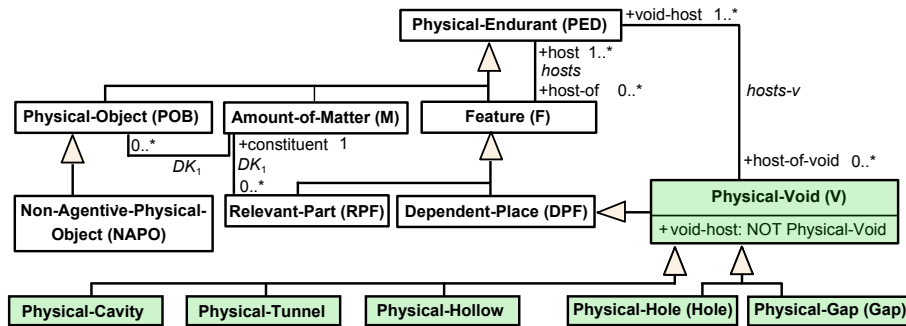 Physical-Endurant (PED)
+void-host 1..*
+host 1..*
hosts
+host-of 0..*
hosts-v
Physical-Object (POB)
Amount-of-Matter (M)
Feature (F)
0..*
DK1
+constituent 1
DK1
0..*
+host-of-void 0..*
Non-Agentive-Physical-
Object (NAPO)
Relevant-Part (RPF)
Dependent-Place (DPF)
Physical-Void (V)
+ void-host: NOT Physical-Void
Physical-Cavity
Physical-Tunnel
Physical-Hollow
Physical-Hole (Hole)
Physical-Gap (Gap)